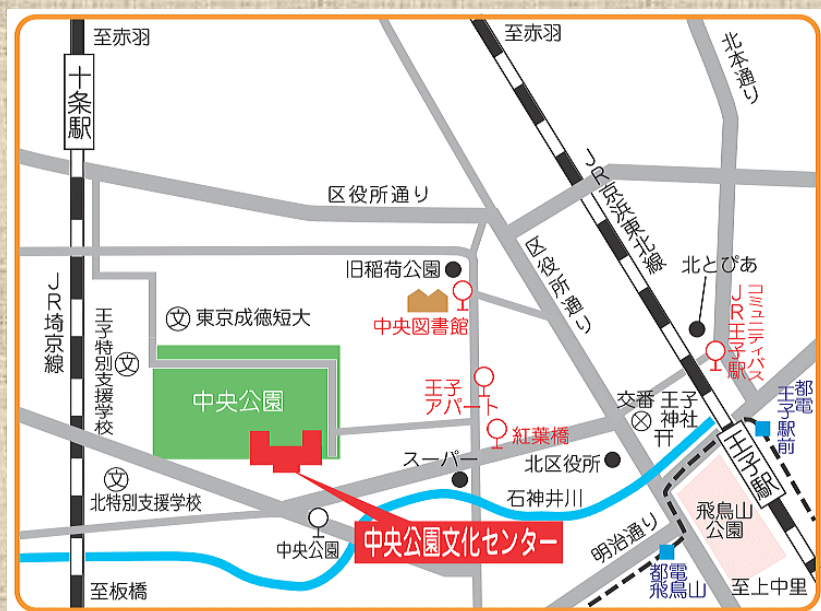 至赤羽
至赤羽
北本通り
十条駅
JR京浜東北線
区役所通り
区役所通り
旧稲荷公園
北とぴあ
中央図書館
コミュニティバス
JR王子駅
JR埼京線
王子特別支援学校
文
文
東京成徳短大
中央公園
王子
アパート
交番
王子
神社
都電
王子駅前
紅葉橋
スーパー
北区役所
王子駅
文
北特別支援学校
石神井川
飛鳥山
公園
中央公園
中央公園文化センター
明治通り
都電
飛鳥山
至板橋
至上中里